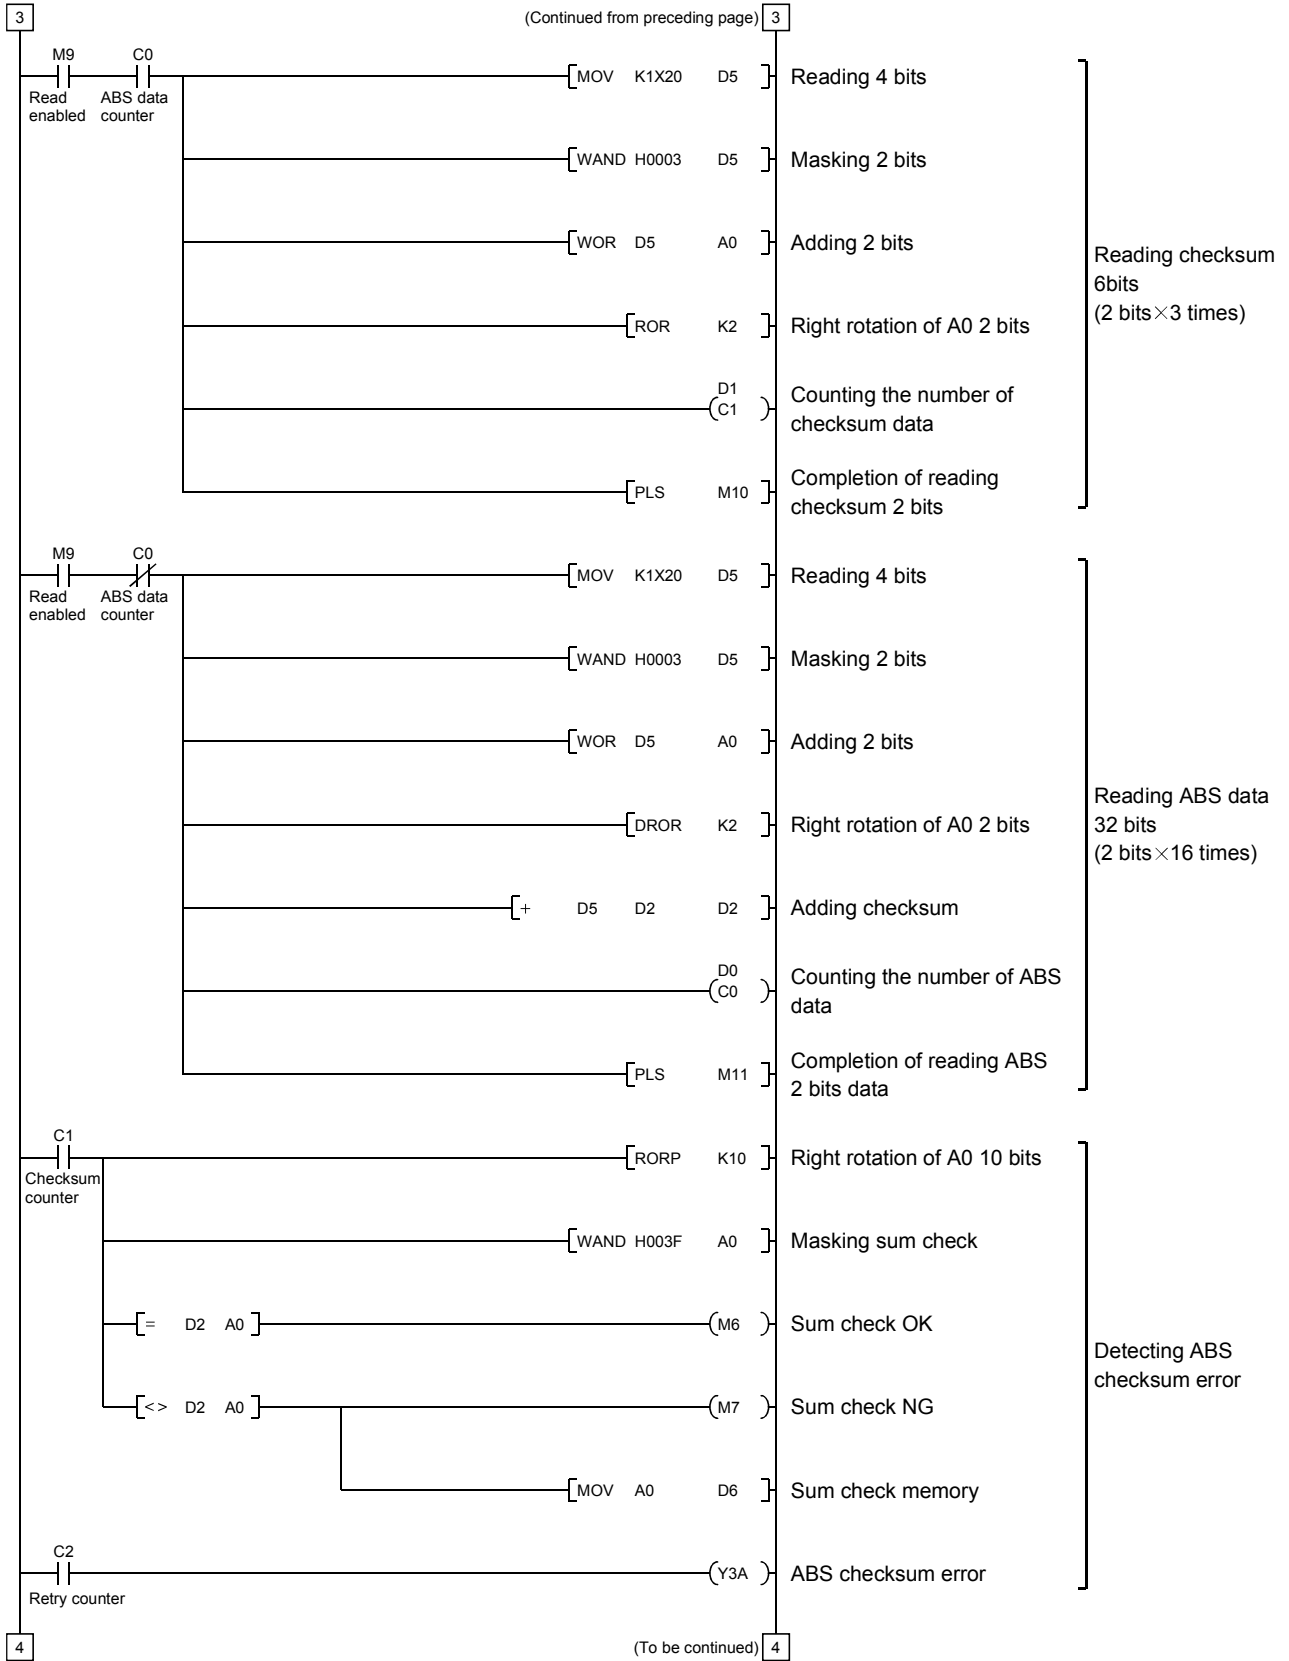 3 (Continued from preceding page) 3
M9 C0
[MOV K1X20 D5] Reading 4 bits
Read enabled
ABS data counter
[WAND H0003 D5] Masking 2 bits
[WOR D5 A0] Adding 2 bits
Reading checksum
6bits
(2 bits×3 times)
[ROR K2] Right rotation of A0 2 bits
D1
(C1) Counting the number of
checksum data
[PLS M10] Completion of reading
checksum 2 bits
M9 C0
[MOV K1X20 D5] Reading 4 bits
Read enabled
ABS data counter
[WAND H0003 D5] Masking 2 bits
[WOR D5 A0] Adding 2 bits
Reading ABS data
32 bits
(2 bits×16 times)
[DROR K2] Right rotation of A0 2 bits
[+ D5 D2 D2] Adding checksum
D0
(C0) Counting the number of ABS
data
[PLS M11] Completion of reading ABS
2 bits data
C1
[RORP K10] Right rotation of A0 10 bits
Checksum
counter
[WAND H003F A0] Masking sum check
[= D2 A0] (M6) Sum check OK
Detecting ABS
checksum error
[<> D2 A0] (M7) Sum check NG
[MOV A0 D6] Sum check memory
C2
(Y3A) ABS checksum error
Retry counter
4 (To be continued) 4